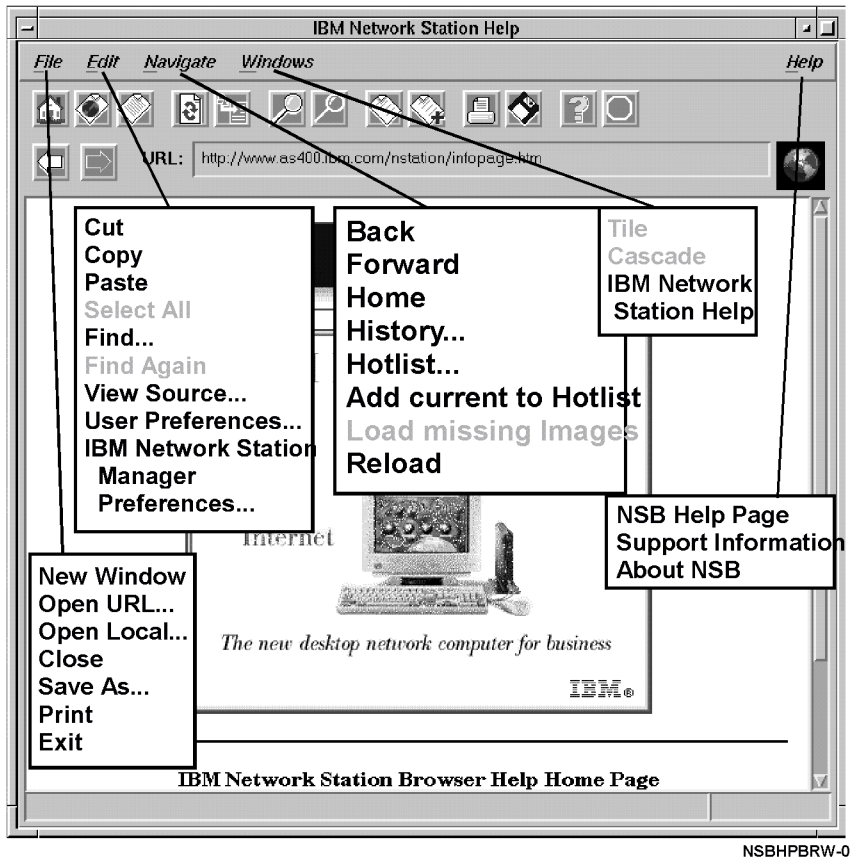 IBM Network Station Help
File Edit Navigate Windows Help
URL: http://www.as400.ibm.com/nstation/infopage.htm
Cut
Copy
Paste
Select All
Find...
Find Again
View Source...
User Preferences...
IBM Network Station
Manager
Preferences...
Back
Forward
Home
History...
Hotlist...
Add current to Hotlist
Load missing Images
Reload
Tile
Cascade
IBM Network
Station Help
NSB Help Page
Support Information
About NSB
New Window
Open URL...
Open Local...
Close
Save As...
Print
Exit
Internet
The new desktop network computer for business
IBM®
IBM Network Station Browser Help Home Page
NSBHPBRW-0